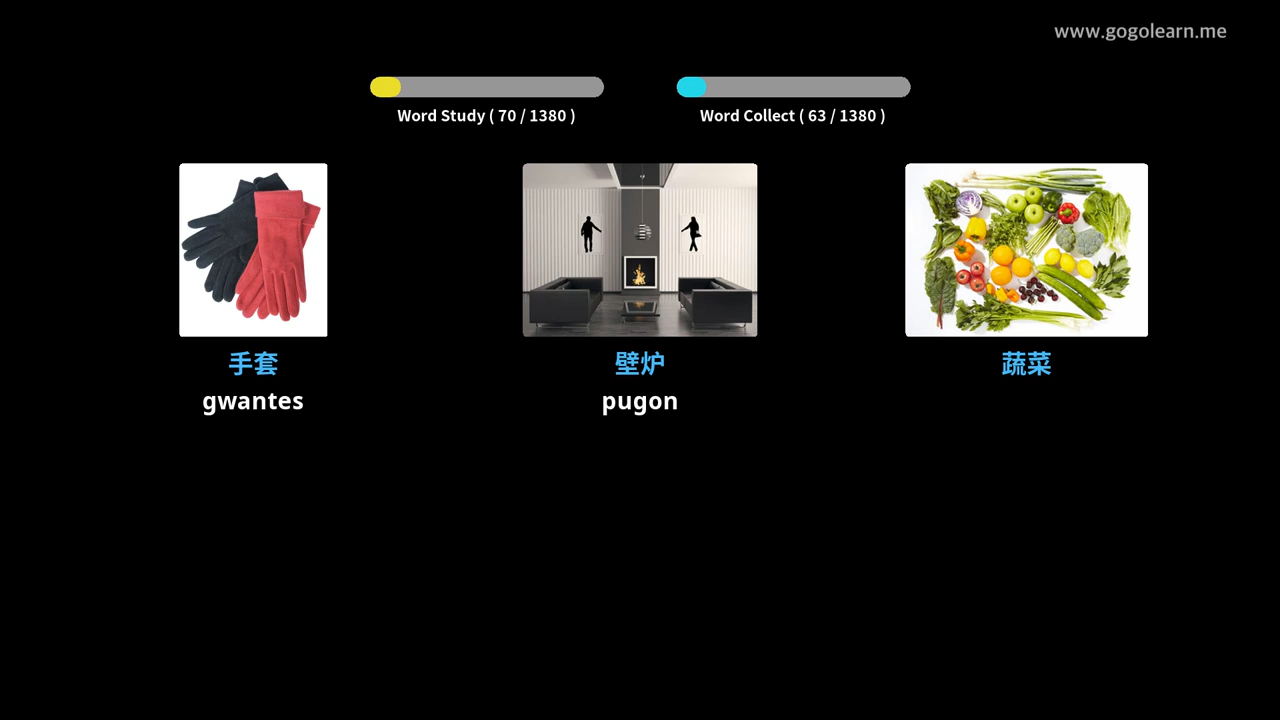 www.gogolearn.me
Word Study ( 70 / 1380 )
Word Collect ( 63 / 1380 )
手套
壁炉
蔬菜
gwantes
pugon